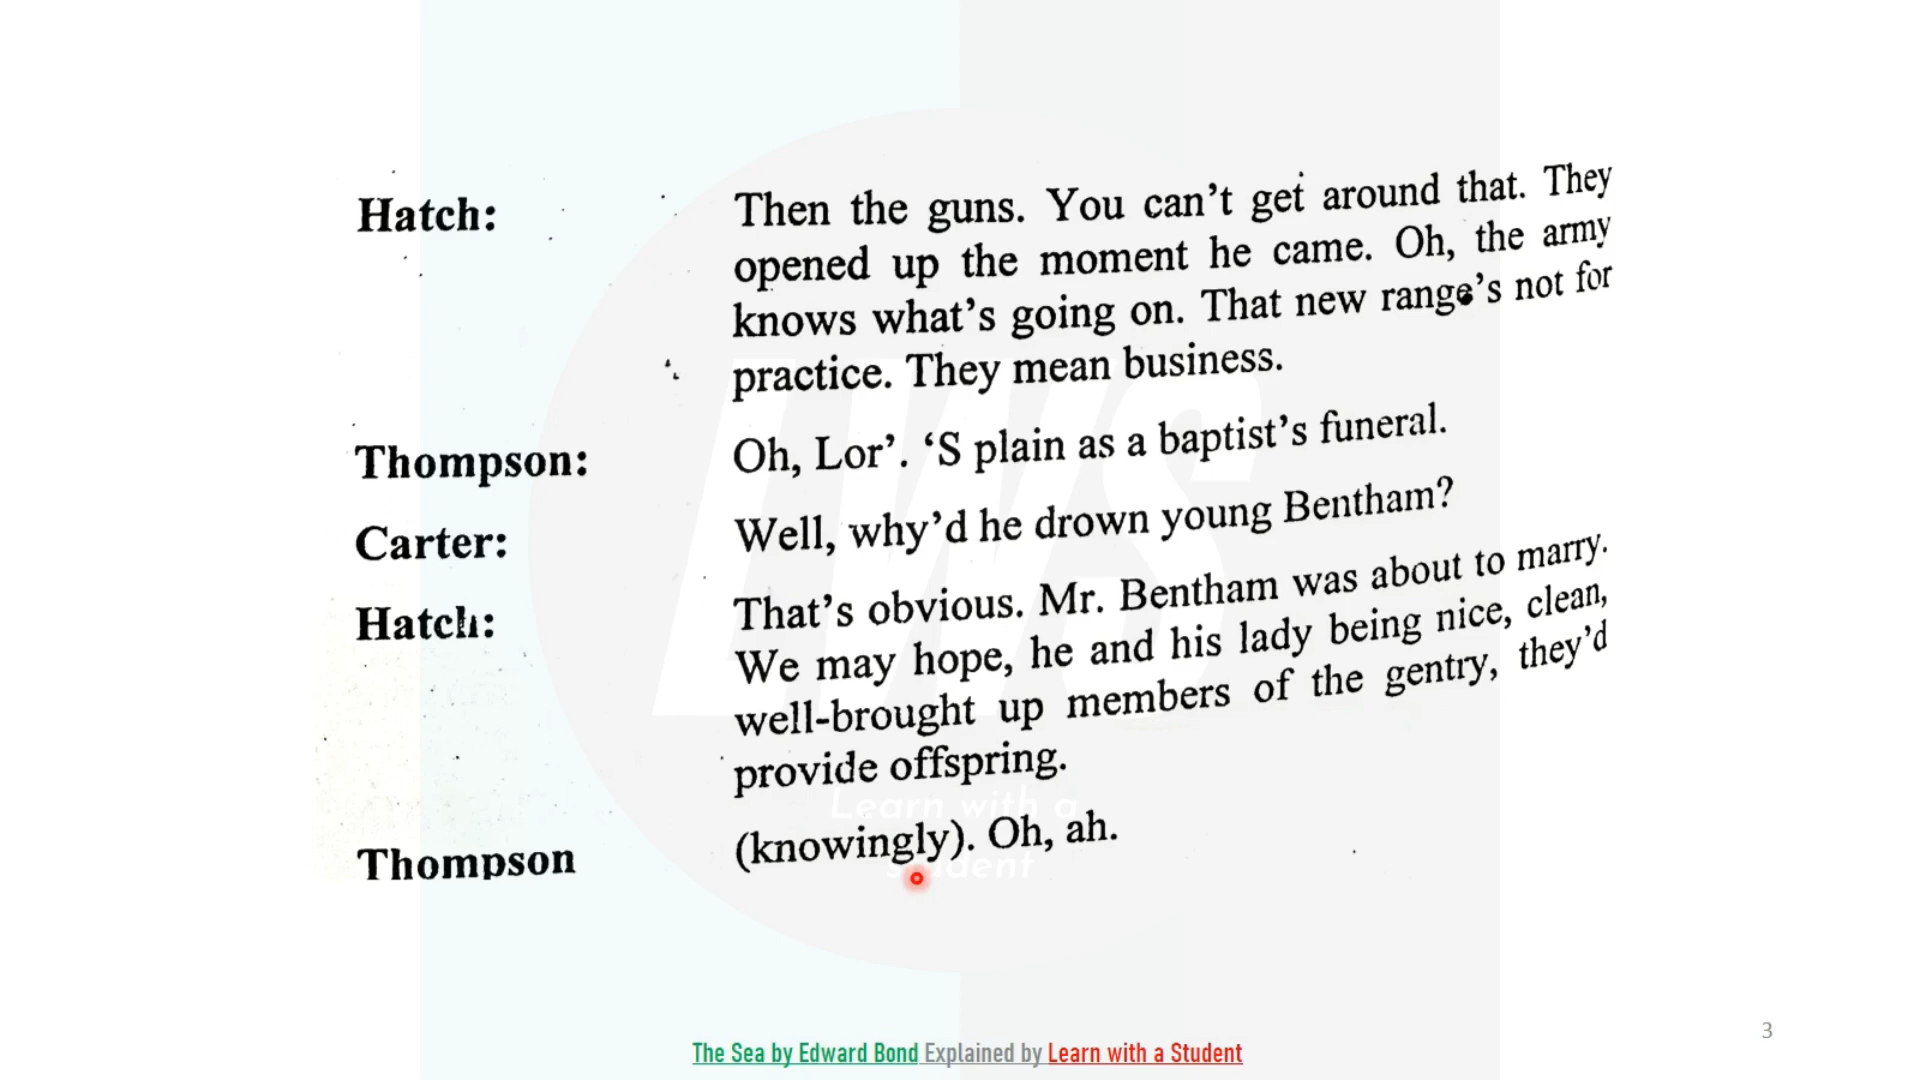 Hatch: Then the guns. You can't get around that. They
opened up the moment he came. Oh, the army
knows what's going on. That new range's not for
practice. They mean business.
Thompson: Oh, Lor'. 'S plain as a baptist's funeral.
Carter: Well, why'd he drown young Bentham?
Hatch: That's obvious. Mr. Bentham was about to marry.
We may hope, he and his lady being nice, clean,
well-brought up members of the gentry, they'd
provide offspring.
Thompson (knowingly). Oh, ah.
LWS
Learn with a
student
The Sea by Edward Bond Explained by Learn with a Student
3